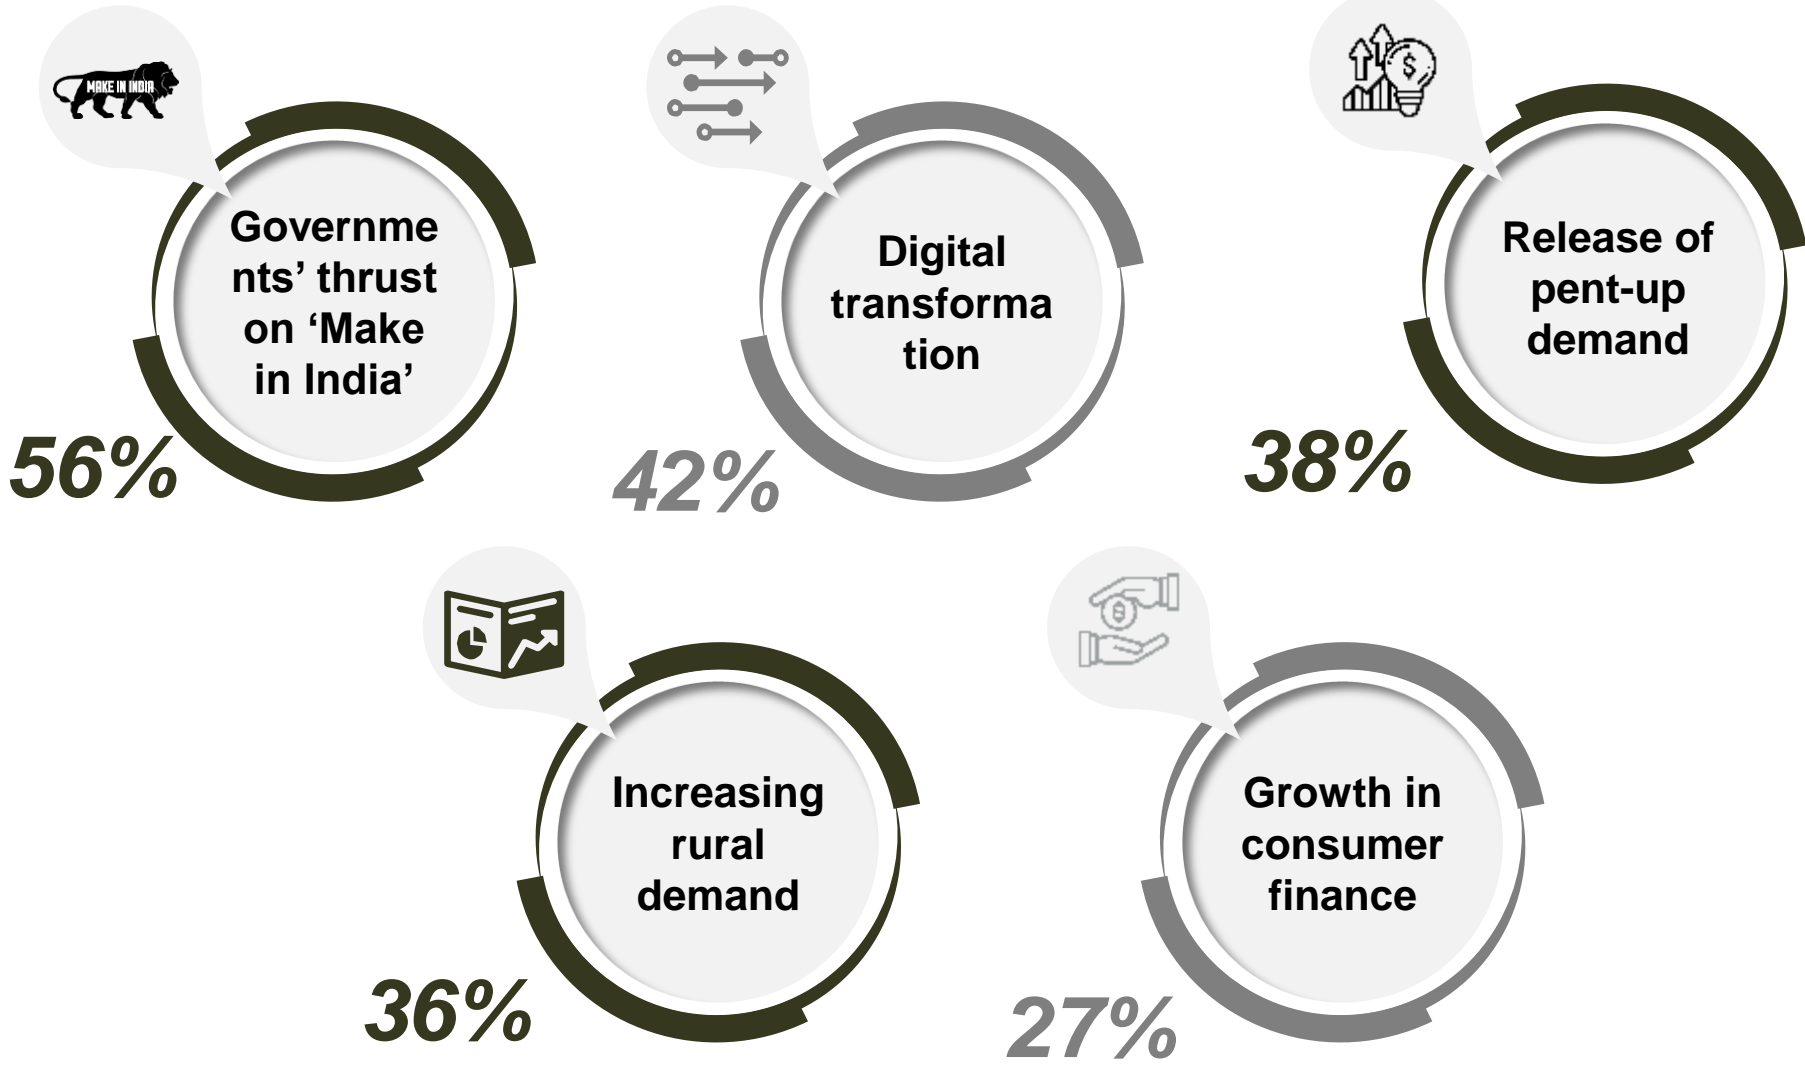 MAKE IN INDIA
Governme
nts’ thrust
on ‘Make
in India’
56%
Digital
transforma
tion
42%
$
Release of
pent-up
demand
38%
Increasing
rural
demand
36%
Growth in
consumer
finance
27%